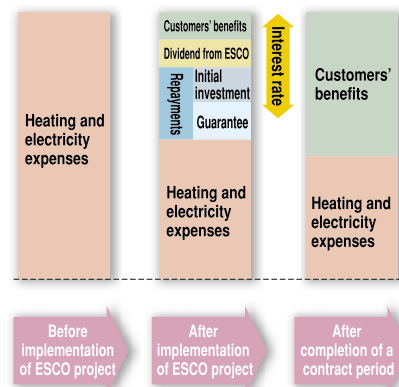 Heating and
electricity
expenses
Customers' benefits
Dividend from ESCO
Repayments
Initial
investment
Guarantee
Heating and
electricity
expenses
Interest rate
Customers'
benefits
Heating and
electricity
expenses
Before
implementation
of ESCO project
After
implementation
of ESCO project
After
completion of a
contract period